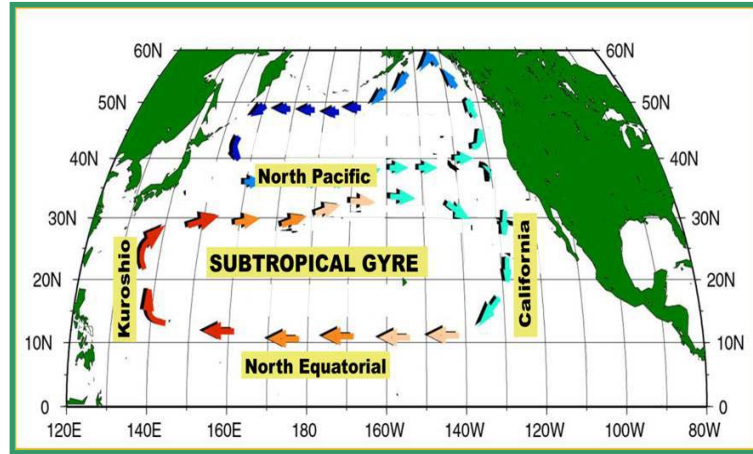 60N
60N
50N
50N
40N
North Pacific
40N
30N
30N
Kuroshio
SUBTROPICAL GYRE
California
20N
20N
10N
North Equatorial
10N
0
0
120E 140E 160E 180 160W 140W 120W 100W 80W